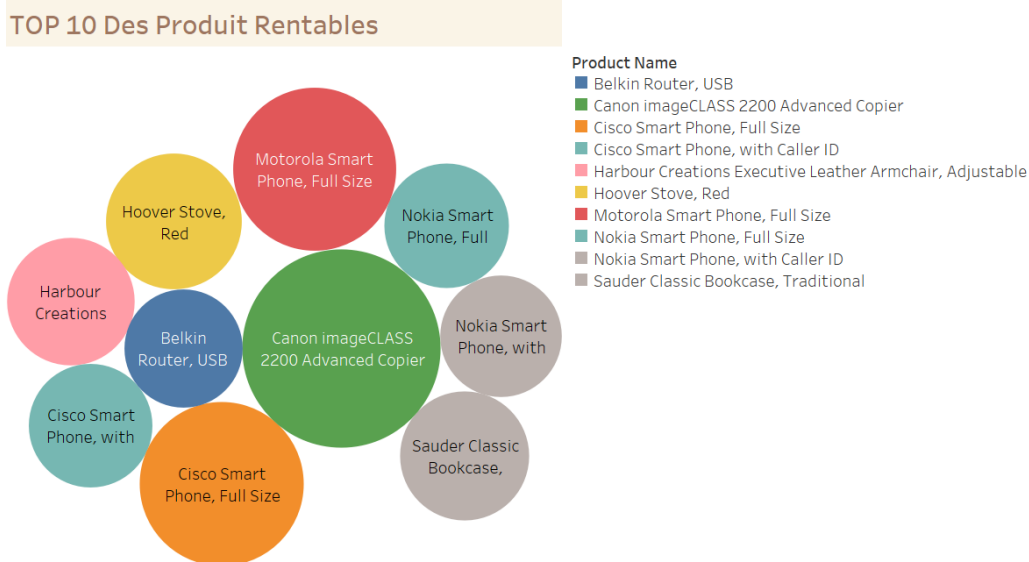 TOP 10 Des Produit Rentables
Product Name
Belkin Router, USB
Canon imageCLASS 2200 Advanced Copier
Cisco Smart Phone, Full Size
Cisco Smart Phone, with Caller ID
Harbour Creations Executive Leather Armchair, Adjustable
Hoover Stove, Red
Motorola Smart Phone, Full Size
Nokia Smart Phone, Full Size
Nokia Smart Phone, with Caller ID
Sauder Classic Bookcase, Traditional
Motorola Smart
Phone, Full Size
Hoover Stove,
Red
Nokia Smart
Phone, Full
Harbour
Creations
Belkin
Router, USB
Canon imageCLASS
2200 Advanced Copier
Nokia Smart
Phone, with
Cisco Smart
Phone, with
Sauder Classic
Bookcase,
Cisco Smart
Phone, Full Size